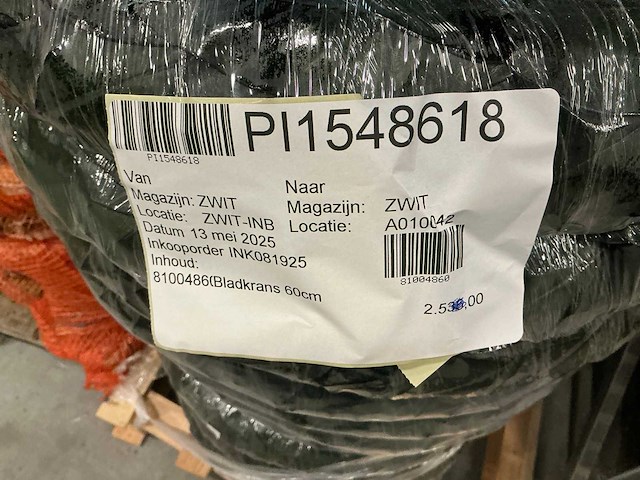 PI1548618
PI1548618
Van
Naar
Magazijn: ZWIT
Magazijn: ZWIT
Locatie: ZWIT-INB
Locatie: A010042
Datum 13 mei 2025
Inkooporder INK081925
Inhoud:
81004860
8100486(Bladkrans 60cm
,00